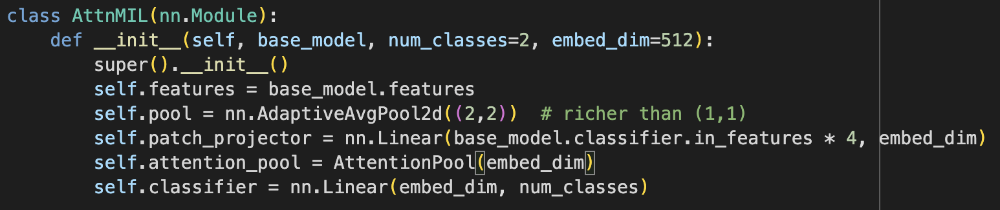 class AttnMIL(nn.Module):
    def __init__(self, base_model, num_classes=2, embed_dim=512):
        super().__init__()
        self.features = base_model.features
        self.pool = nn.AdaptiveAvgPool2d((2,2))  # richer than (1,1)
        self.patch_projector = nn.Linear(base_model.classifier.in_features * 4, embed_dim)
        self.attention_pool = AttentionPool(embed_dim)
        self.classifier = nn.Linear(embed_dim, num_classes)